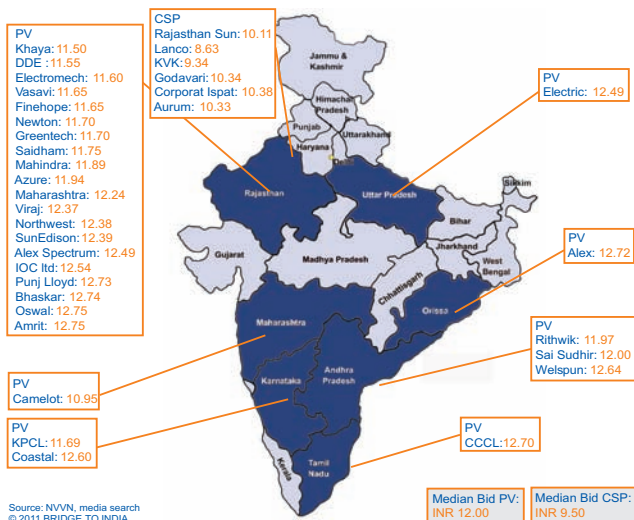 PV
Khaya: 11.50
DDE : 11.55
Electromech: 11.60
Vasavi: 11.65
Finehope: 11.65
Newton: 11.70
Greentech: 11.70
Saidham: 11.75
Mahindra: 11.89
Azure: 11.94
Maharashtra: 12.24
Viraj: 12.37
Northwest: 12.38
SunEdison: 12.39
Alex Spectrum: 12.49
IOC ltd: 12.54
Punj Lloyd: 12.73
Bhaskar: 12.74
Oswal: 12.75
Amrit: 12.75
CSP
Rajasthan Sun: 10.11
Lanco: 8.63
KVK: 9.34
Godavari: 10.34
Corporat Ispat: 10.38
Aurum: 10.33
PV
Electric: 12.49
PV
Alex: 12.72
PV
Rithwik: 11.97
Sai Sudhir: 12.00
Welspun: 12.64
PV
Camelot: 10.95
PV
KPCL: 11.69
Coastal: 12.60
PV
CCCL: 12.70
Jammu &
Kashmir
Himachal
Pradesh
Punjab
Uttarakhand
Haryana
Delhi
Rajasthan
Uttar Pradesh
Sikkim
Bihar
Jharkhand
West
Bengal
Gujarat
Madhya Pradesh
Chhattisgarh
Orissa
Maharashtra
Andhra
Pradesh
Karnataka
Kerala
Tamil
Nadu
Source: NVVN, media search
© 2011 BRIDGE TO INDIA
Median Bid PV:
INR 12.00
Median Bid CSP:
INR 9.50